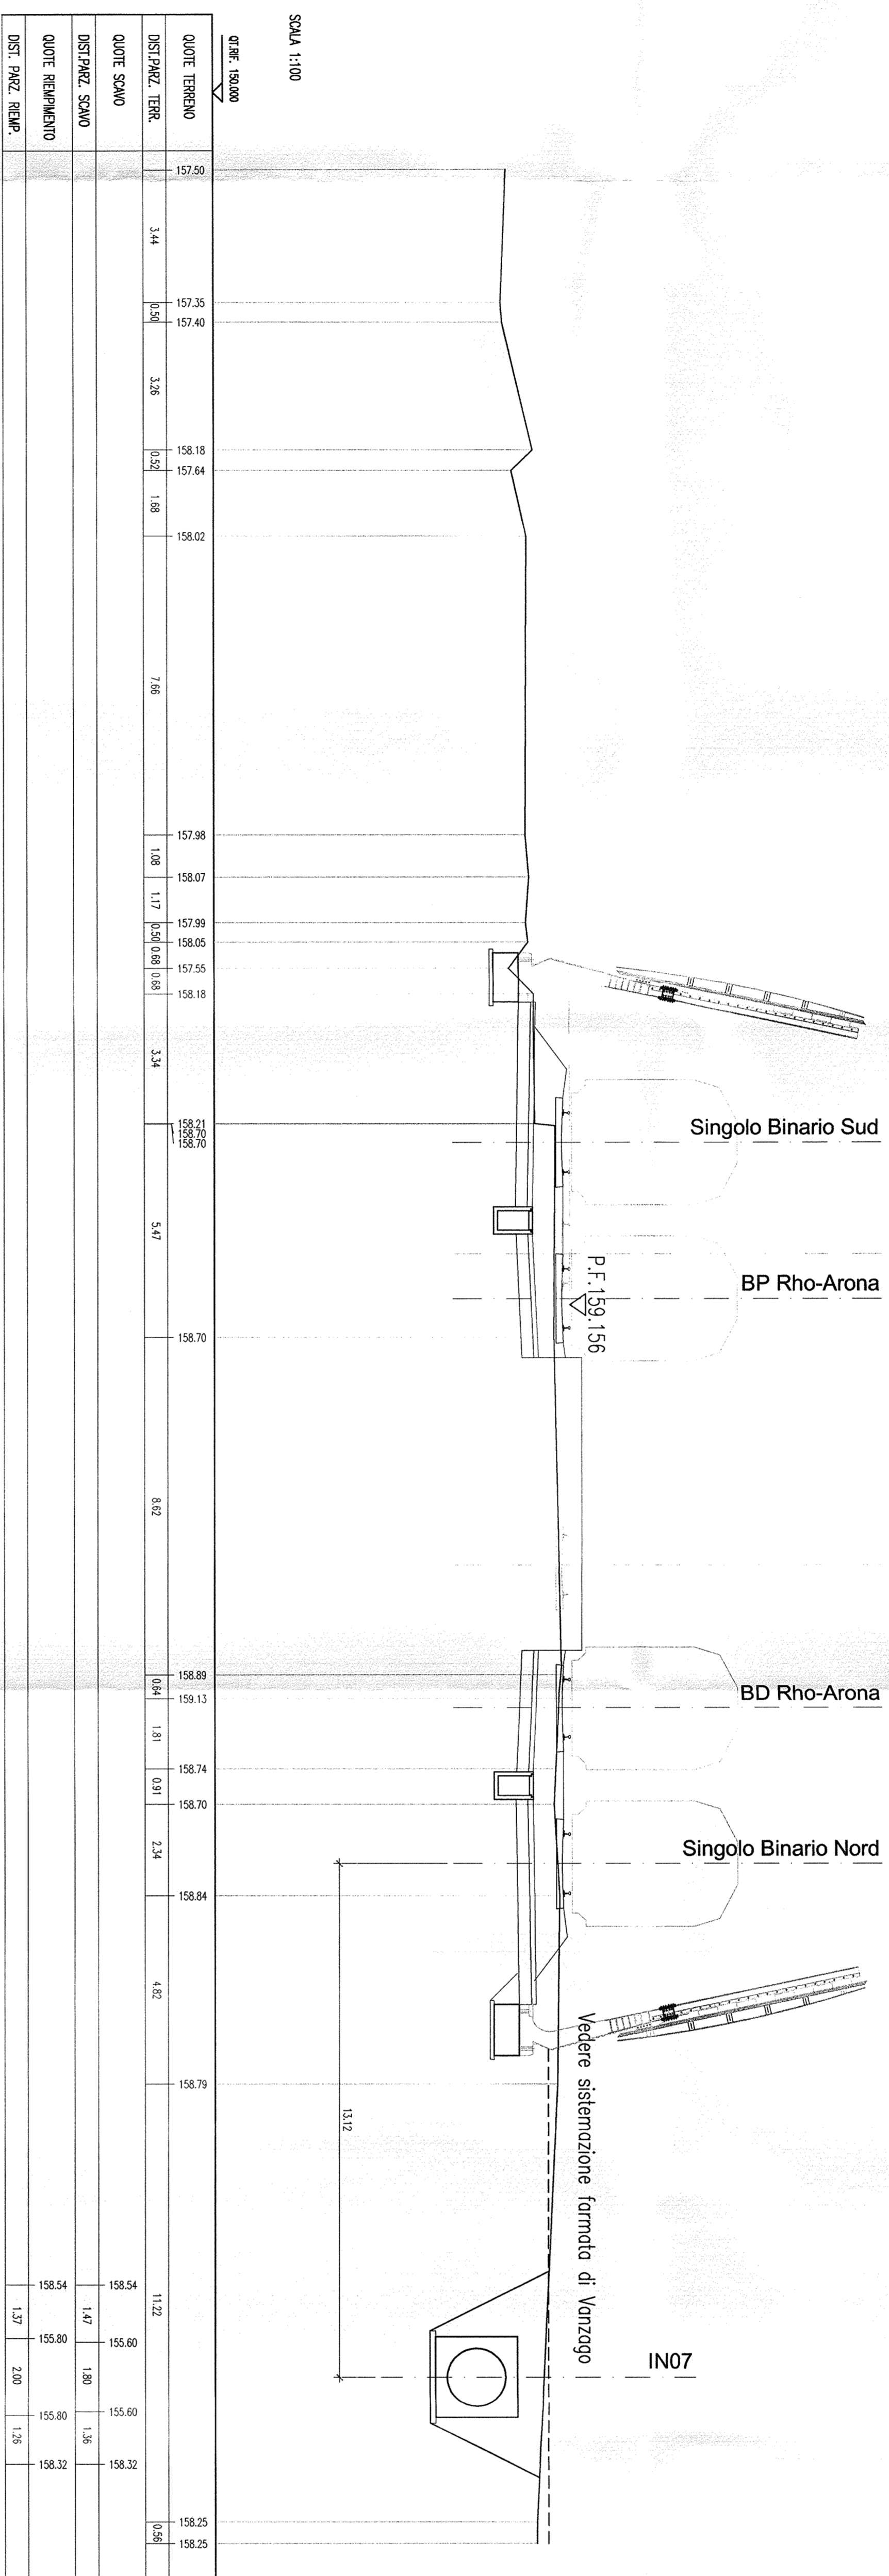 SCALA 1:100
QT.RIF. 150.000
Singolo Binario Sud
BP Rho-Arona
BD Rho-Arona
Singolo Binario Nord
IN07
P.F.159.156
Vedere sistemazione farmata di Vanzago
13.12
QUOTE TERRENO 157.50 157.35 157.40 158.18 157.64 158.02 157.98 158.07 157.99 158.05 157.55 158.18 158.21 158.70 158.70 158.70 158.89 159.13 158.74 158.70 158.84 158.79 158.25 158.25
DIST.PARZ. TERR. 3.44 0.50 3.26 0.52 1.68 7.66 1.08 1.17 0.50 0.68 0.68 3.34 5.47 8.62 0.64 1.81 0.91 2.34 4.82 11.22 0.56
QUOTE SCAVO 158.54 155.60 155.60 158.32
DIST.PARZ. SCAVO 1.47 1.80 1.36
QUOTE RIEMPIMENTO 158.54 155.80 155.80 158.32
DIST. PARZ. RIEMP. 1.37 2.00 1.26